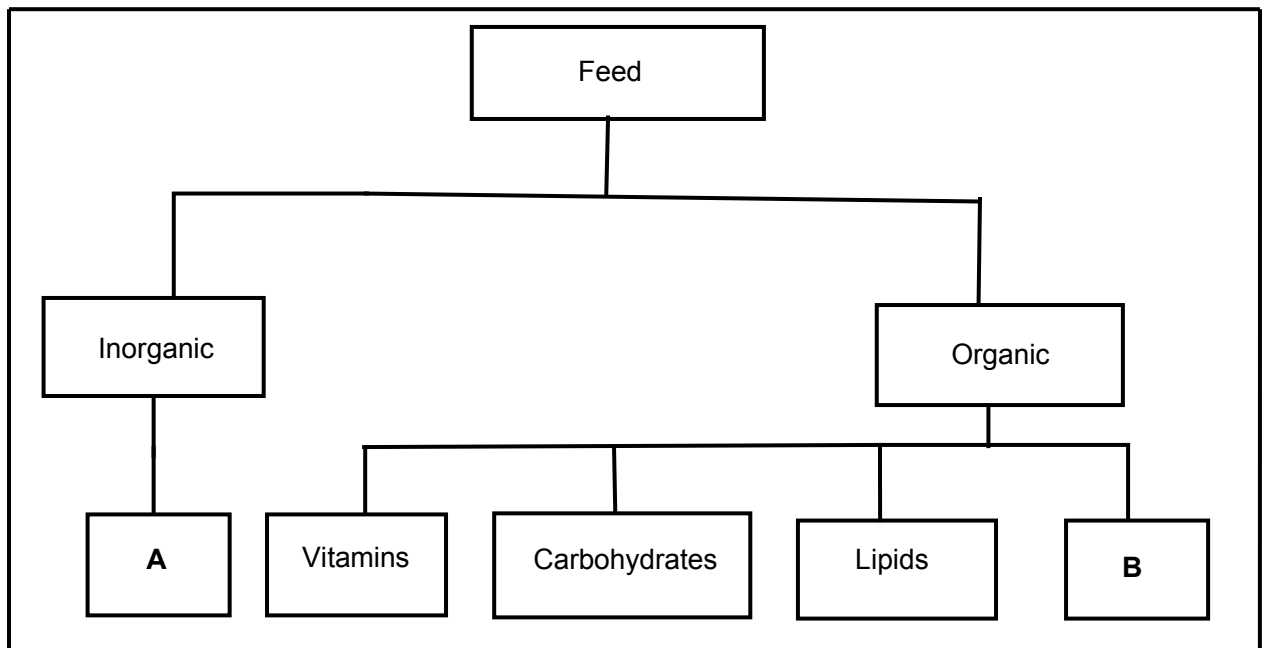 Feed
Inorganic
Organic
A
Vitamins
Carbohydrates
Lipids
B